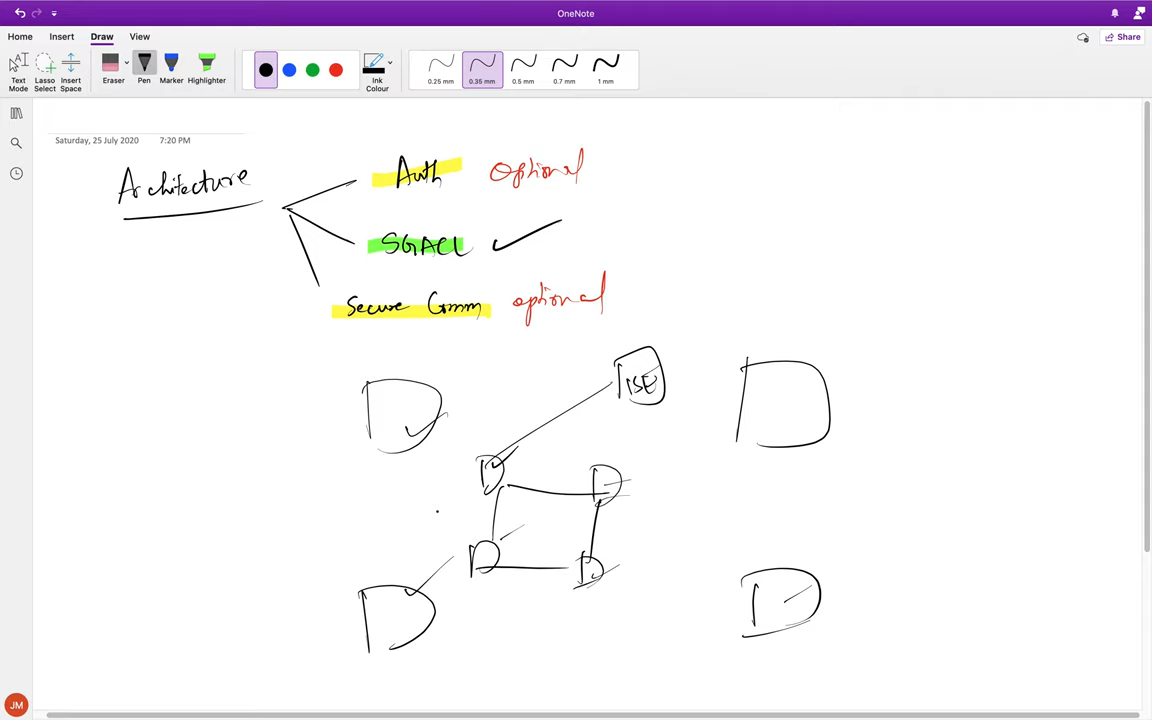 OneNote
Home Insert Draw View
Share
Text Mode
Lasso Select
Insert Space
Eraser
Pen
Marker
Highlighter
Ink Colour
0.25 mm
0.35 mm
0.5 mm
0.7 mm
1 mm
Saturday, 25 July 2020 7:20 PM
Architecture
Auth Optional
SGACL
Secure Comm optional
ISE
JM